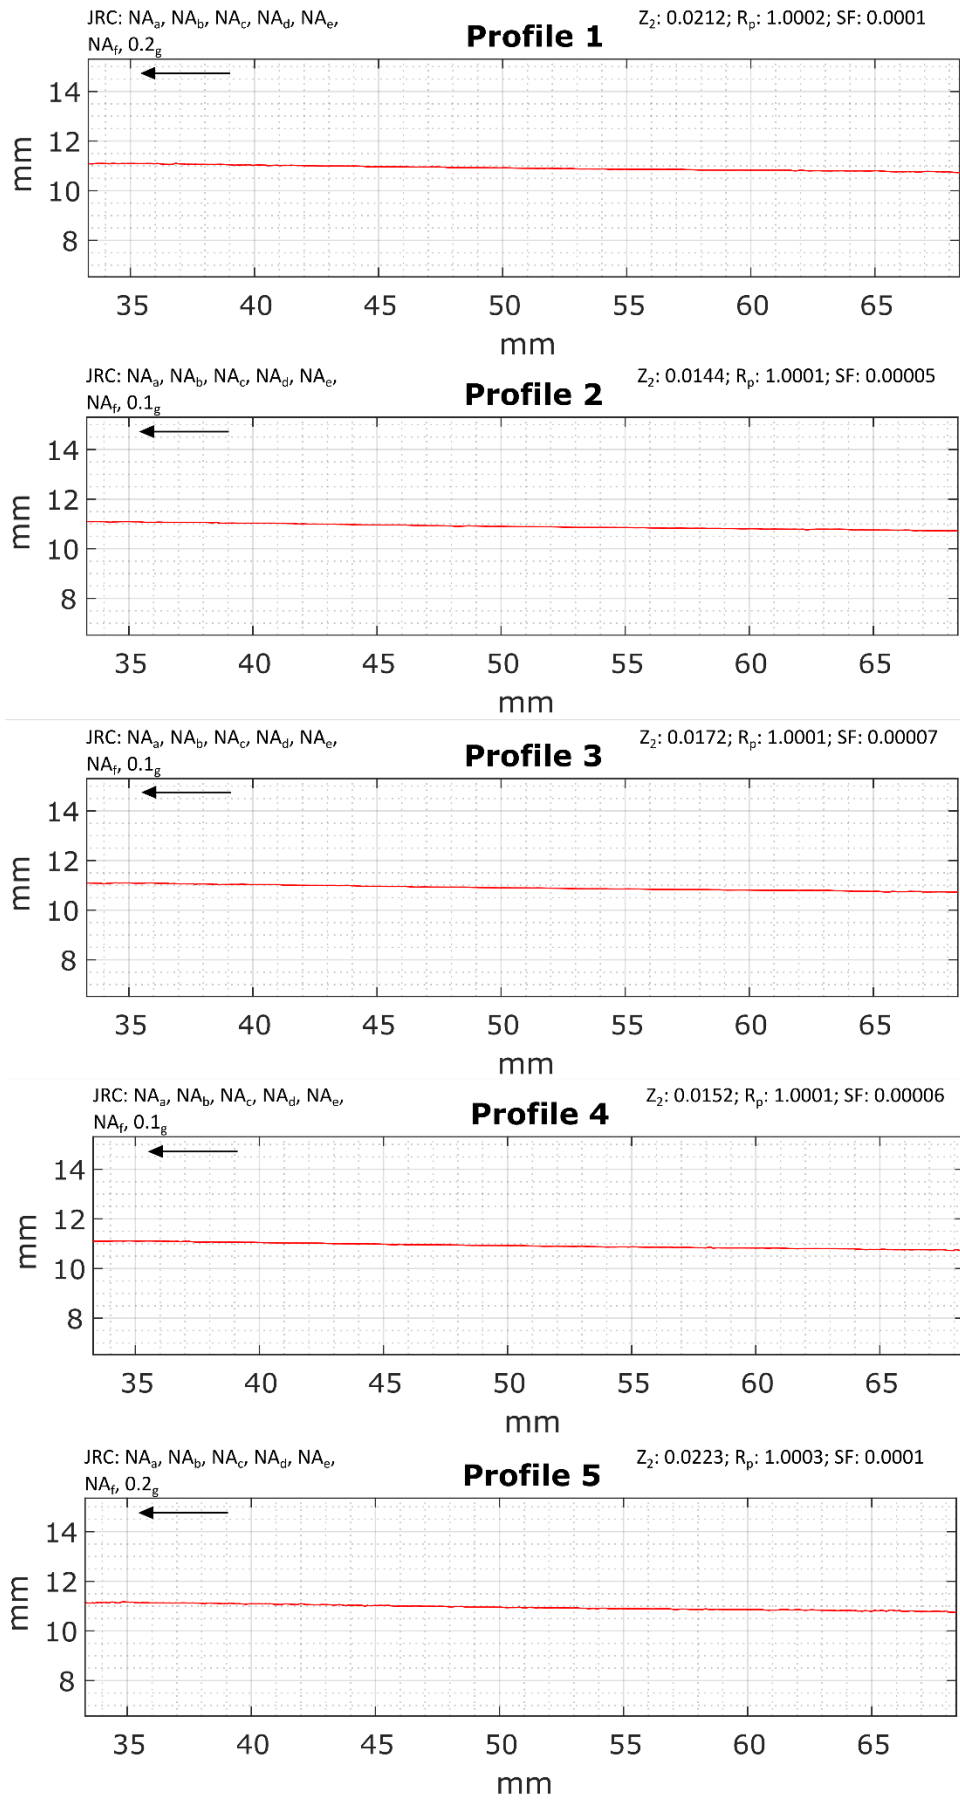 JRC: NAa, NAb, NAc, NAd, NAe,
NAf, 0.2g
Profile 1
Z2: 0.0212; Rp: 1.0002; SF: 0.0001
14
12
10
8
mm
35 40 45 50 55 60 65
mm
JRC: NAa, NAb, NAc, NAd, NAe,
NAf, 0.1g
Profile 2
Z2: 0.0144; Rp: 1.0001; SF: 0.00005
14
12
10
8
mm
35 40 45 50 55 60 65
mm
JRC: NAa, NAb, NAc, NAd, NAe,
NAf, 0.1g
Profile 3
Z2: 0.0172; Rp: 1.0001; SF: 0.00007
14
12
10
8
mm
35 40 45 50 55 60 65
mm
JRC: NAa, NAb, NAc, NAd, NAe,
NAf, 0.1g
Profile 4
Z2: 0.0152; Rp: 1.0001; SF: 0.00006
14
12
10
8
mm
35 40 45 50 55 60 65
mm
JRC: NAa, NAb, NAc, NAd, NAe,
NAf, 0.2g
Profile 5
Z2: 0.0223; Rp: 1.0003; SF: 0.0001
14
12
10
8
mm
35 40 45 50 55 60 65
mm